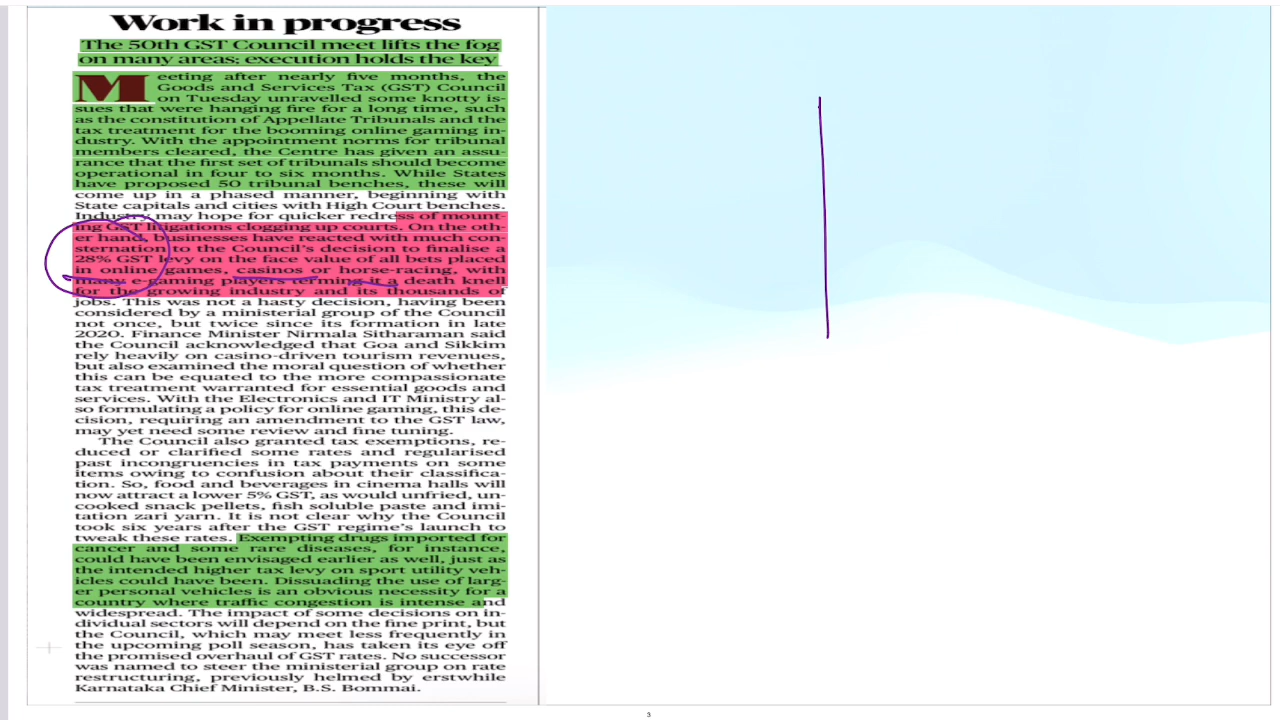 Work in progress
The 50th GST Council meet lifts the fog
on many areas; execution holds the key
Meeting after nearly five months, the
Goods and Services Tax (GST) Council
on Tuesday unravelled some knotty is-
sues that were hanging fire for a long time, such
as the constitution of Appellate Tribunals and the
tax treatment for the booming online gaming in-
dustry. With the appointment norms for tribunal
members cleared, the Centre has given an assu-
rance that the first set of tribunals should become
operational in four to six months. While States
have proposed 50 tribunal benches, these will
come up in a phased manner, beginning with
State capitals and cities with High Court benches.
Industry may hope for quicker redress of mount-
ing GST litigations clogging up courts. On the oth-
er hand, businesses have reacted with much con-
sternation to the Council's decision to finalise a
28% GST levy on the face value of all bets placed
in online games, casinos or horse-racing, with
many e-gaming players terming it a death knell
for the growing industry and its thousands of
jobs. This was not a hasty decision, having been
considered by a ministerial group of the Council
not once, but twice since its formation in late
2020. Finance Minister Nirmala Sitharaman said
the Council acknowledged that Goa and Sikkim
rely heavily on casino-driven tourism revenues,
but also examined the moral question of whether
this can be equated to the more compassionate
tax treatment warranted for essential goods and
services. With the Electronics and IT Ministry al-
so formulating a policy for online gaming, this de-
cision, requiring an amendment to the GST law,
may yet need some review and fine tuning.
The Council also granted tax exemptions, re-
duced or clarified some rates and regularised
past incongruencies in tax payments on some
items owing to confusion about their classifica-
tion. So, food and beverages in cinema halls will
now attract a lower 5% GST, as would unfried, un-
cooked snack pellets, fish soluble paste and imi-
tation zari yarn. It is not clear why the Council
took six years after the GST regime's launch to
tweak these rates. Exempting drugs imported for
cancer and some rare diseases, for instance,
could have been envisaged earlier as well, just as
the intended higher tax levy on sport utility veh-
icles could have been. Dissuading the use of larg-
er personal vehicles is an obvious necessity for a
country where traffic congestion is intense and
widespread. The impact of some decisions on in-
dividual sectors will depend on the fine print, but
the Council, which may meet less frequently in
the upcoming poll season, has taken its eye off
the promised overhaul of GST rates. No successor
was named to steer the ministerial group on rate
restructuring, previously helmed by erstwhile
Karnataka Chief Minister, B.S. Bommai.
3